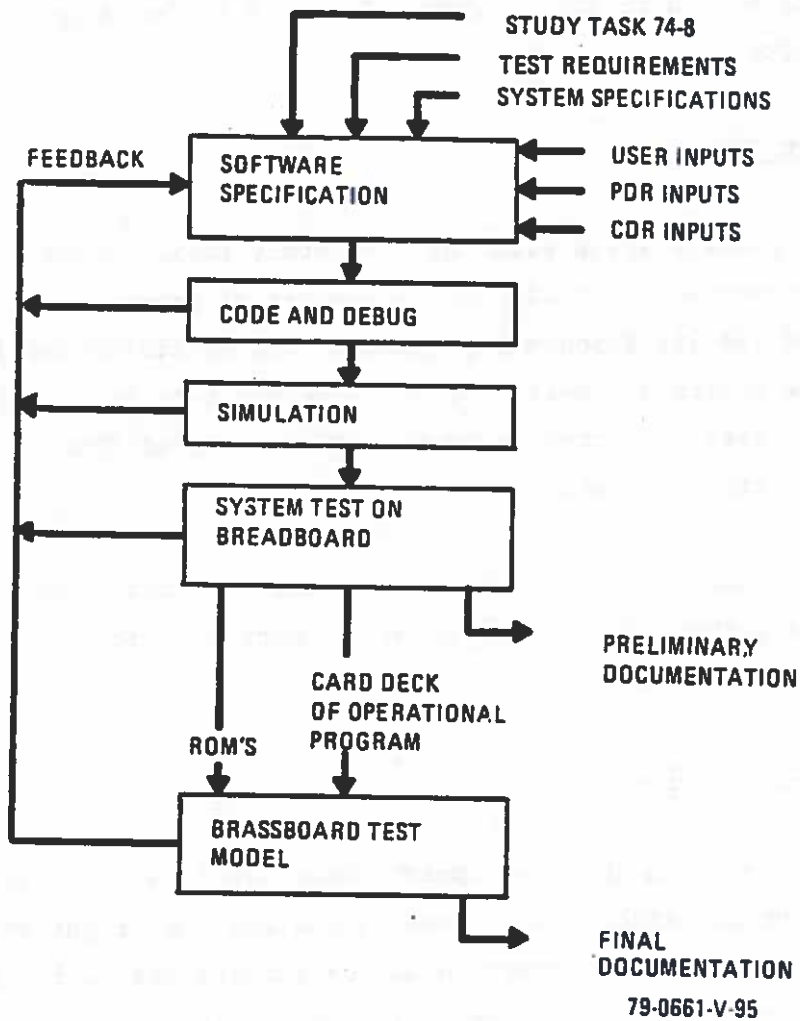 STUDY TASK 74-8
TEST REQUIREMENTS
SYSTEM SPECIFICATIONS
FEEDBACK
SOFTWARE
SPECIFICATION
USER INPUTS
PDR INPUTS
CDR INPUTS
CODE AND DEBUG
SIMULATION
SYSTEM TEST ON
BREADBOARD
PRELIMINARY
DOCUMENTATION
CARD DECK
OF OPERATIONAL
PROGRAM
ROM'S
BRASSBOARD TEST
MODEL
FINAL
DOCUMENTATION
79-0661-V-95